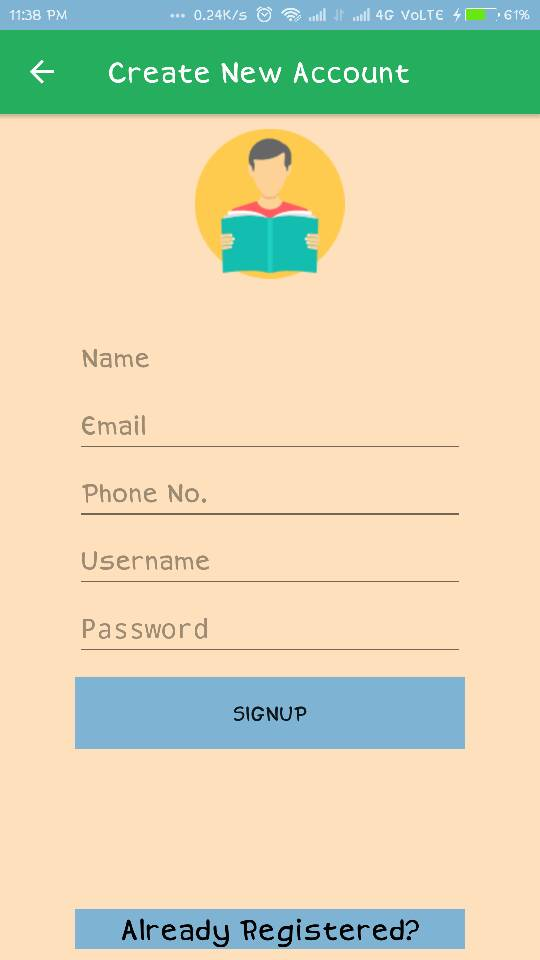 11:38 PM ... 0.24K/s 4G VoLTE 61%
Create New Account
Name
Email
Phone No.
Username
Password
SIGNUP
Already Registered?